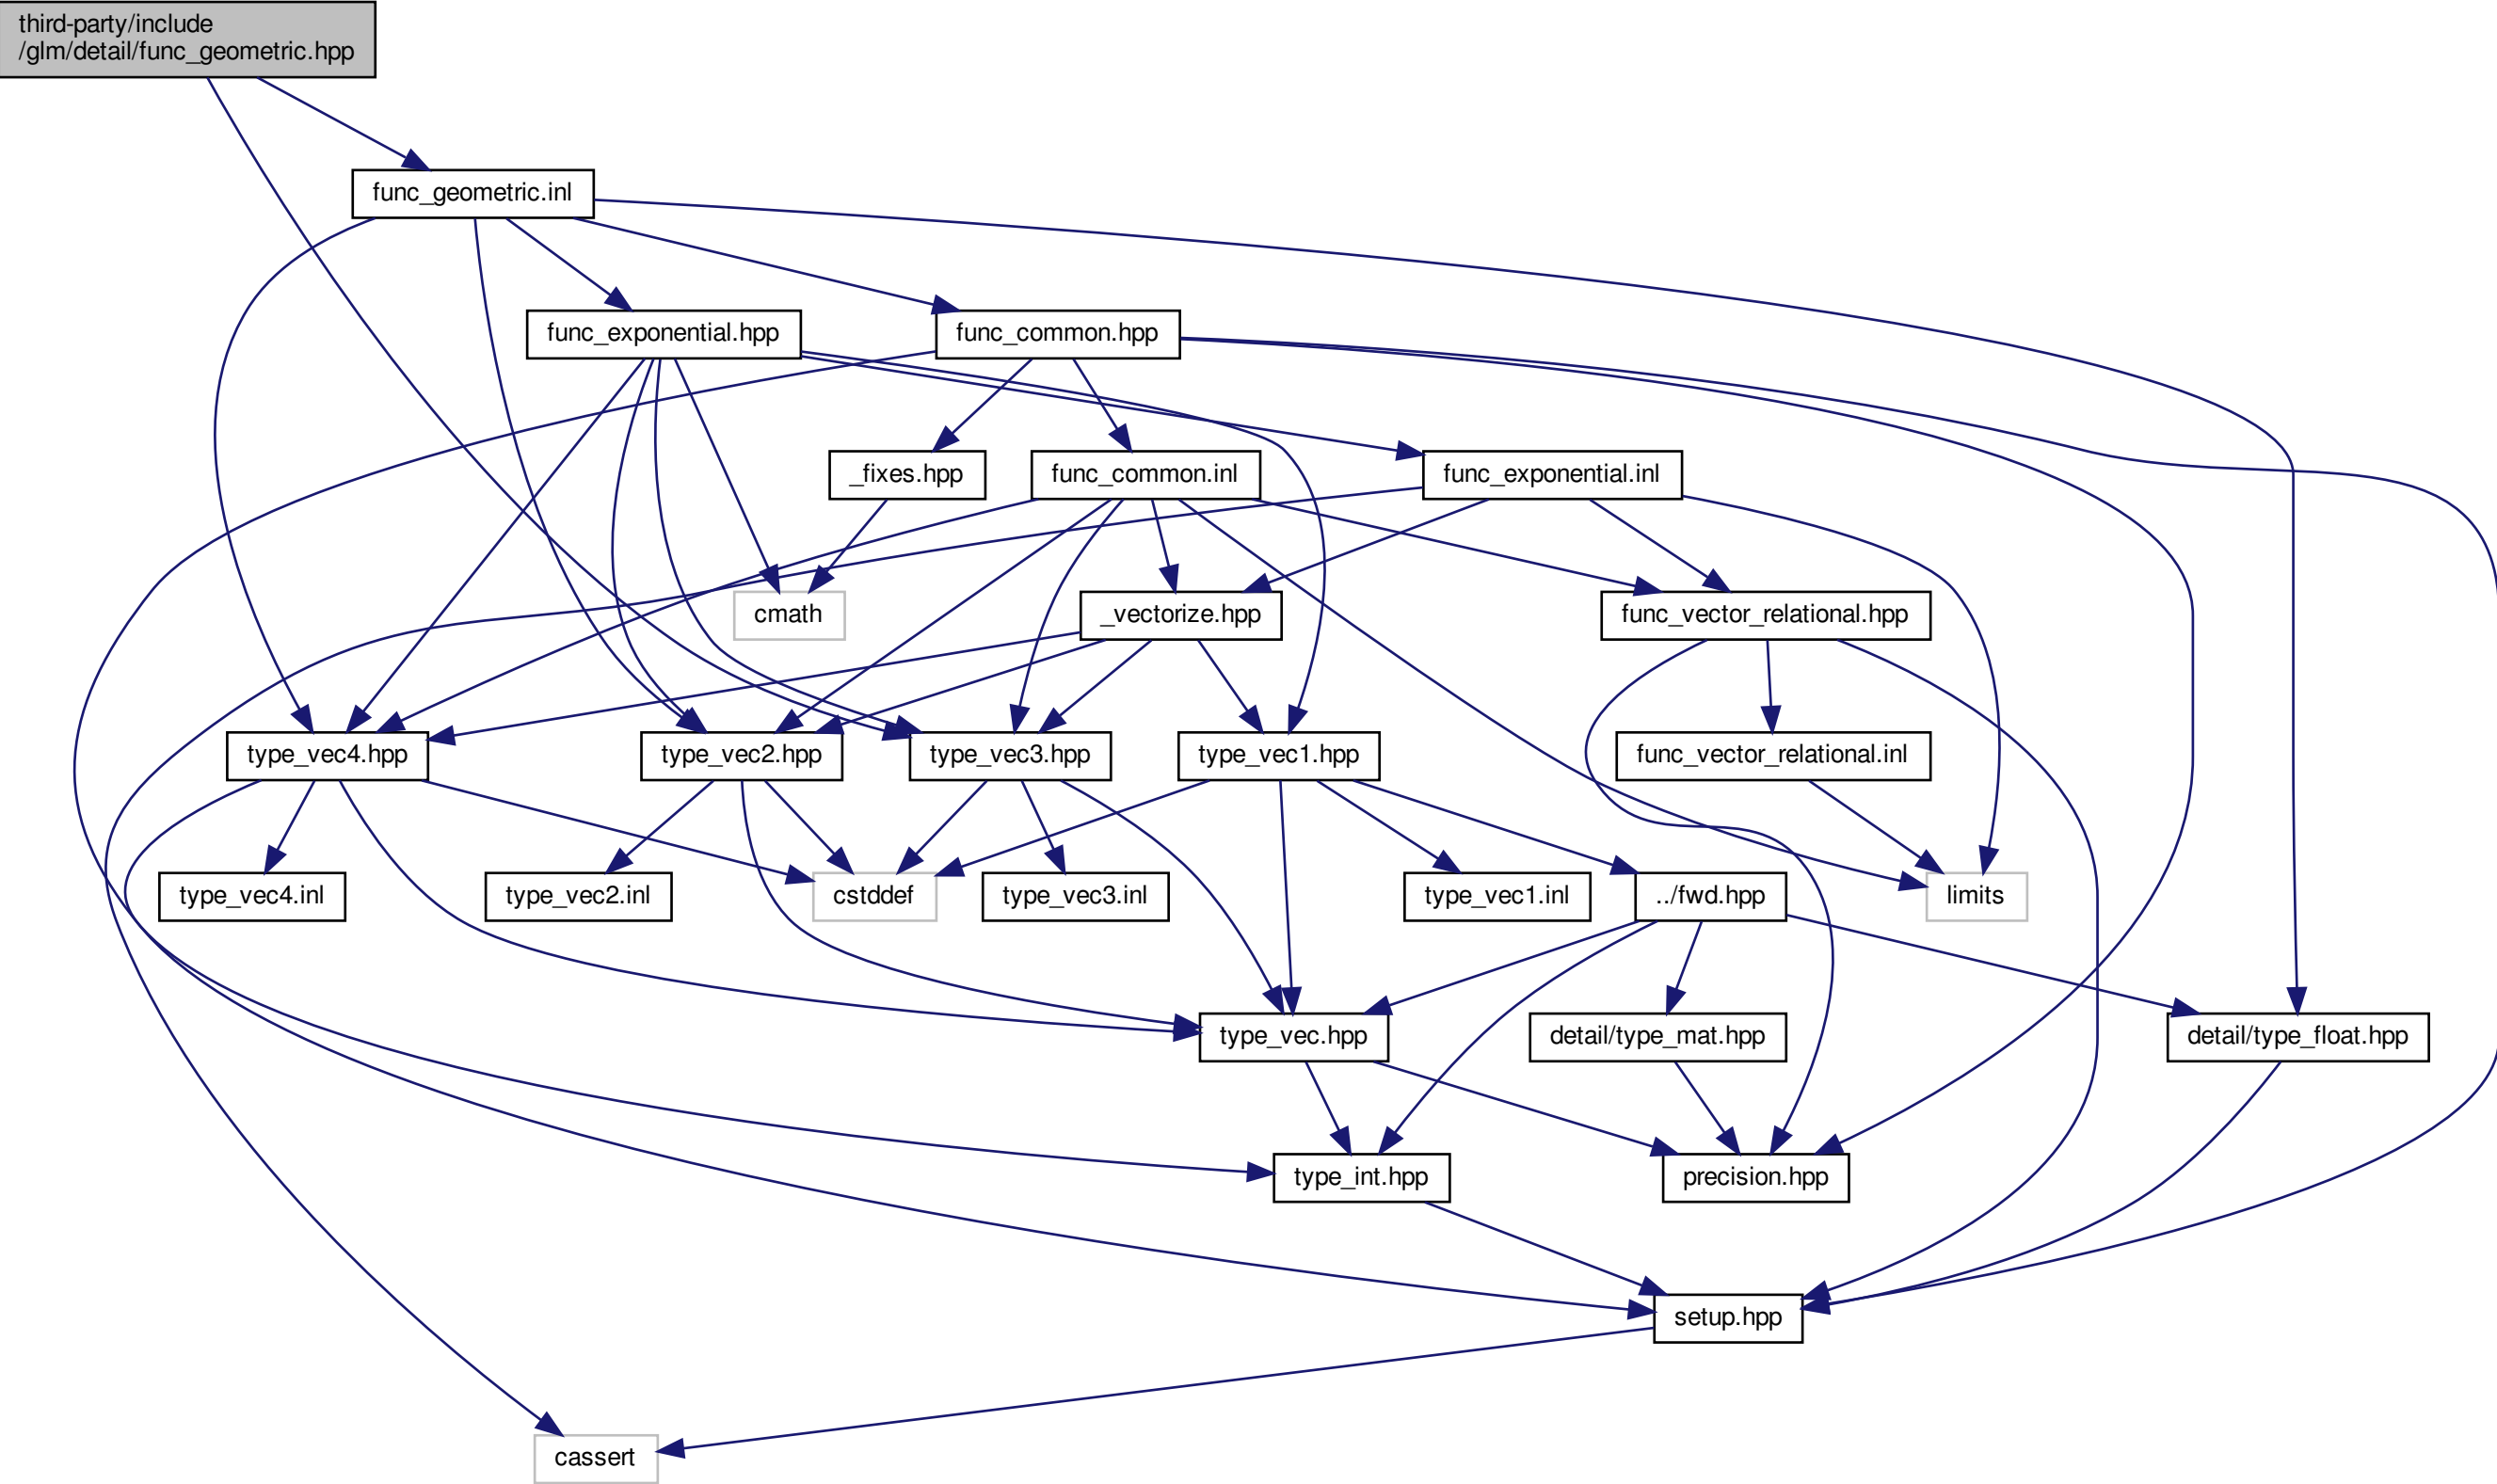 third-party/include
/glm/detail/func_geometric.hpp
func_geometric.inl
func_exponential.hpp
func_common.hpp
_fixes.hpp
func_common.inl
func_exponential.inl
cmath
_vectorize.hpp
func_vector_relational.hpp
type_vec4.hpp
type_vec2.hpp
type_vec3.hpp
type_vec1.hpp
func_vector_relational.inl
type_vec4.inl
type_vec2.inl
cstddef
type_vec3.inl
type_vec1.inl
../fwd.hpp
limits
type_vec.hpp
detail/type_mat.hpp
detail/type_float.hpp
type_int.hpp
precision.hpp
setup.hpp
cassert